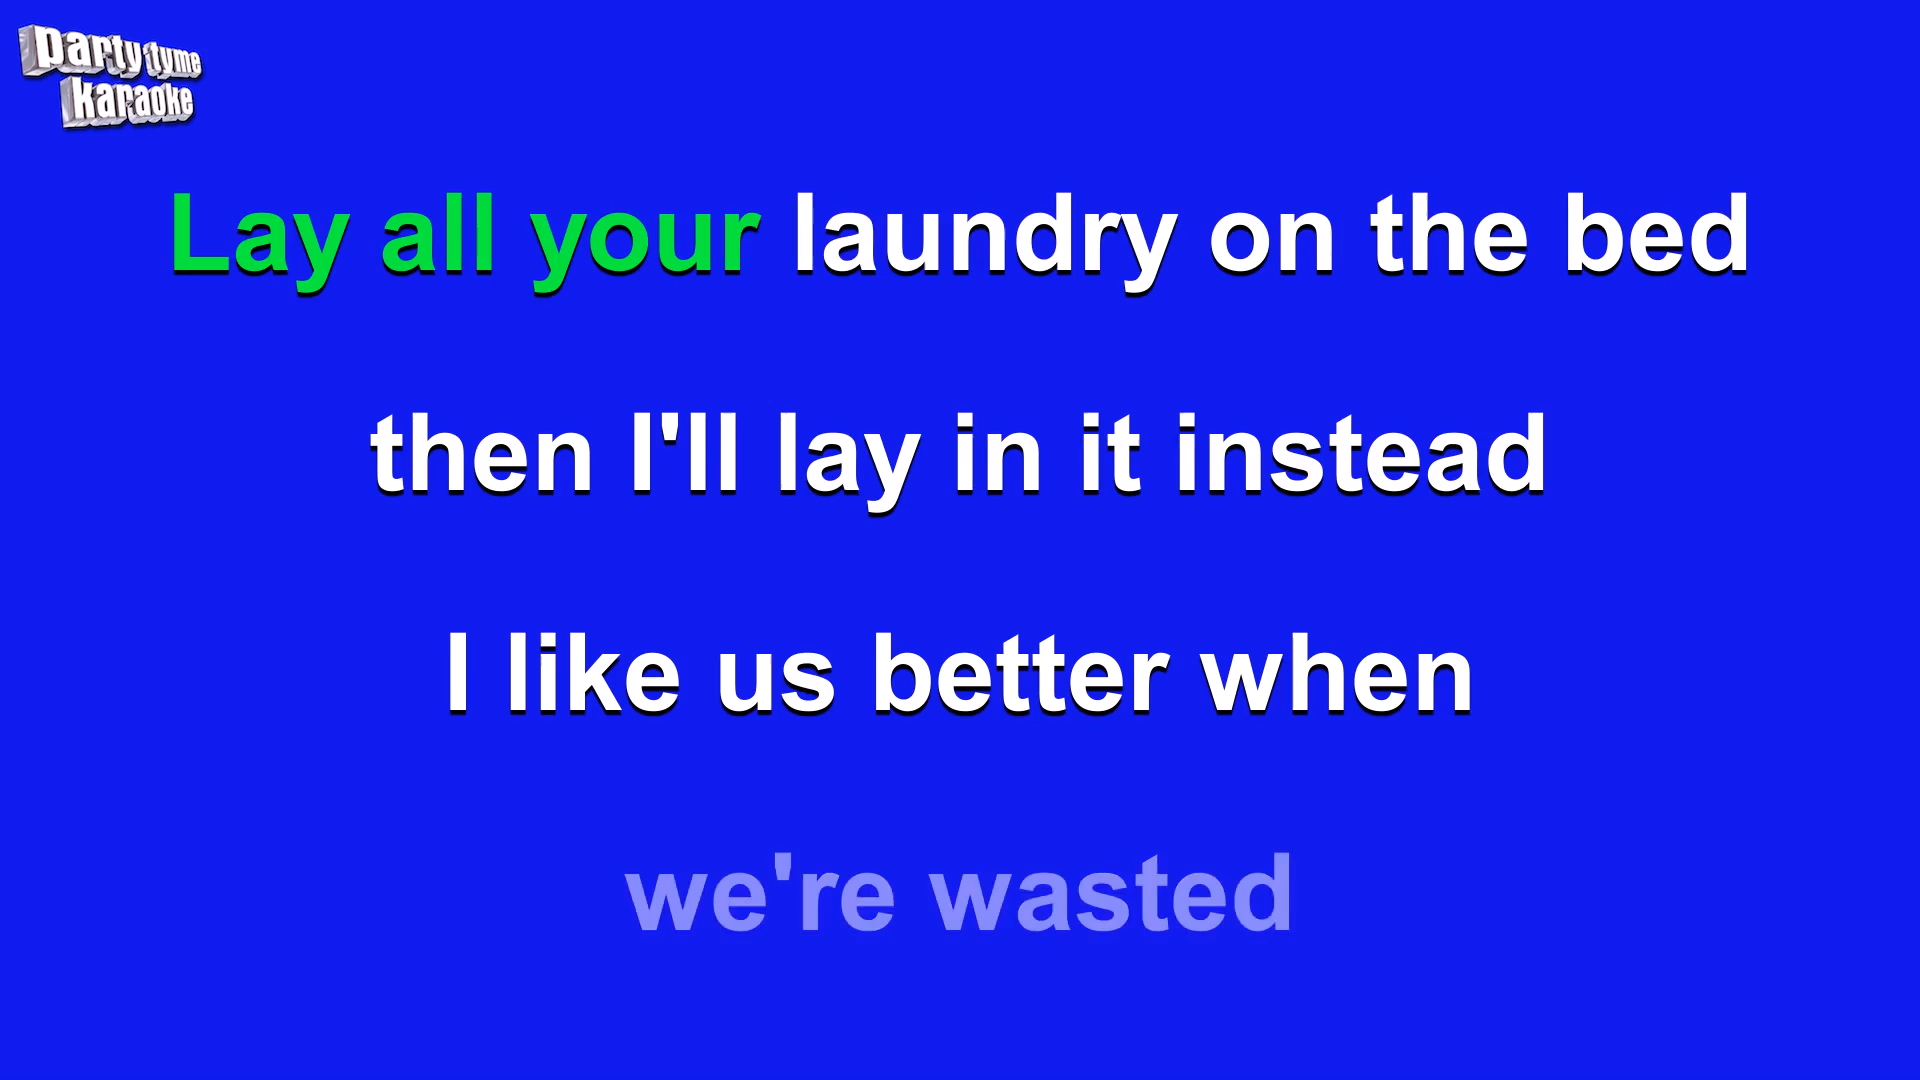 party tyme
karaoke
Lay all your laundry on the bed
then I'll lay in it instead
I like us better when
we're wasted